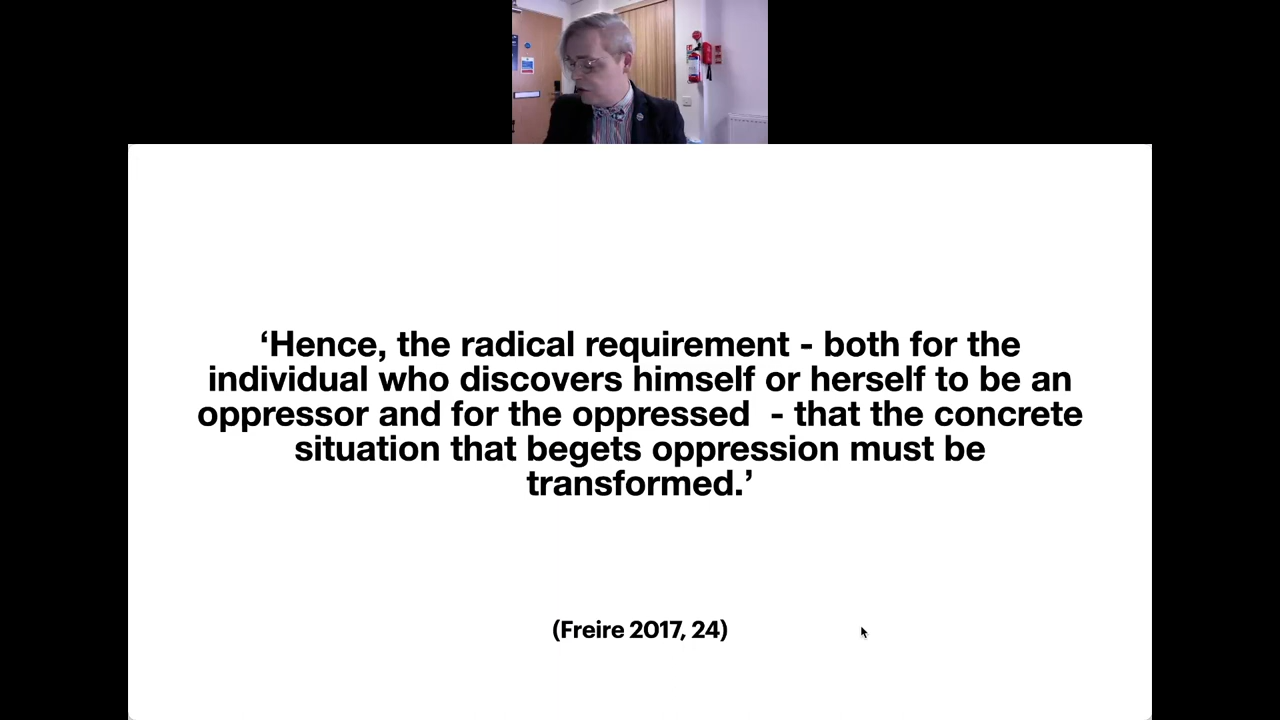 ‘Hence, the radical requirement - both for the
individual who discovers himself or herself to be an
oppressor and for the oppressed  - that the concrete
situation that begets oppression must be
transformed.’
(Freire 2017, 24)